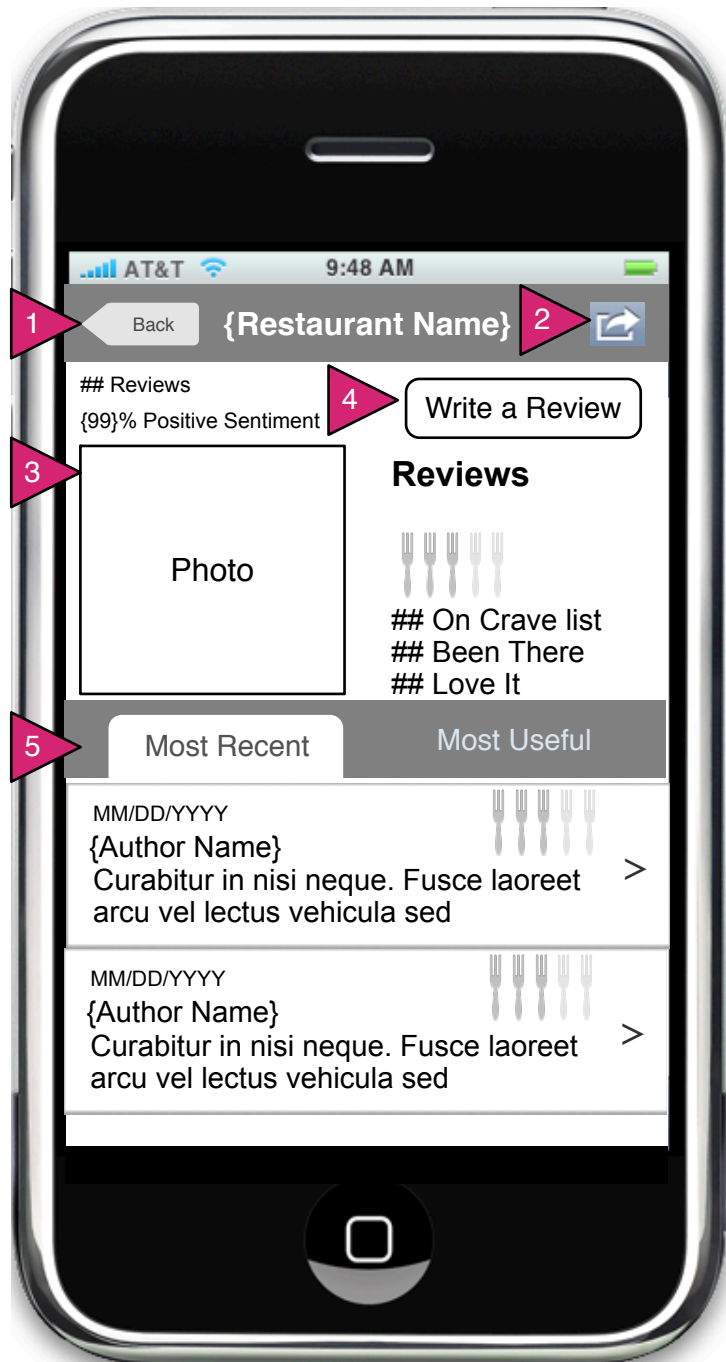 AT&T 9:48 AM
1 Back {Restaurant Name} 2
## Reviews
{99}% Positive Sentiment
4 Write a Review
3
Photo
Reviews
## On Crave list
## Been There
## Love It
5 Most Recent Most Useful
MM/DD/YYYY
{Author Name}
Curabitur in nisi neque. Fusce laoreet
arcu vel lectus vehicula sed
>
MM/DD/YYYY
{Author Name}
Curabitur in nisi neque. Fusce laoreet
arcu vel lectus vehicula sed
>